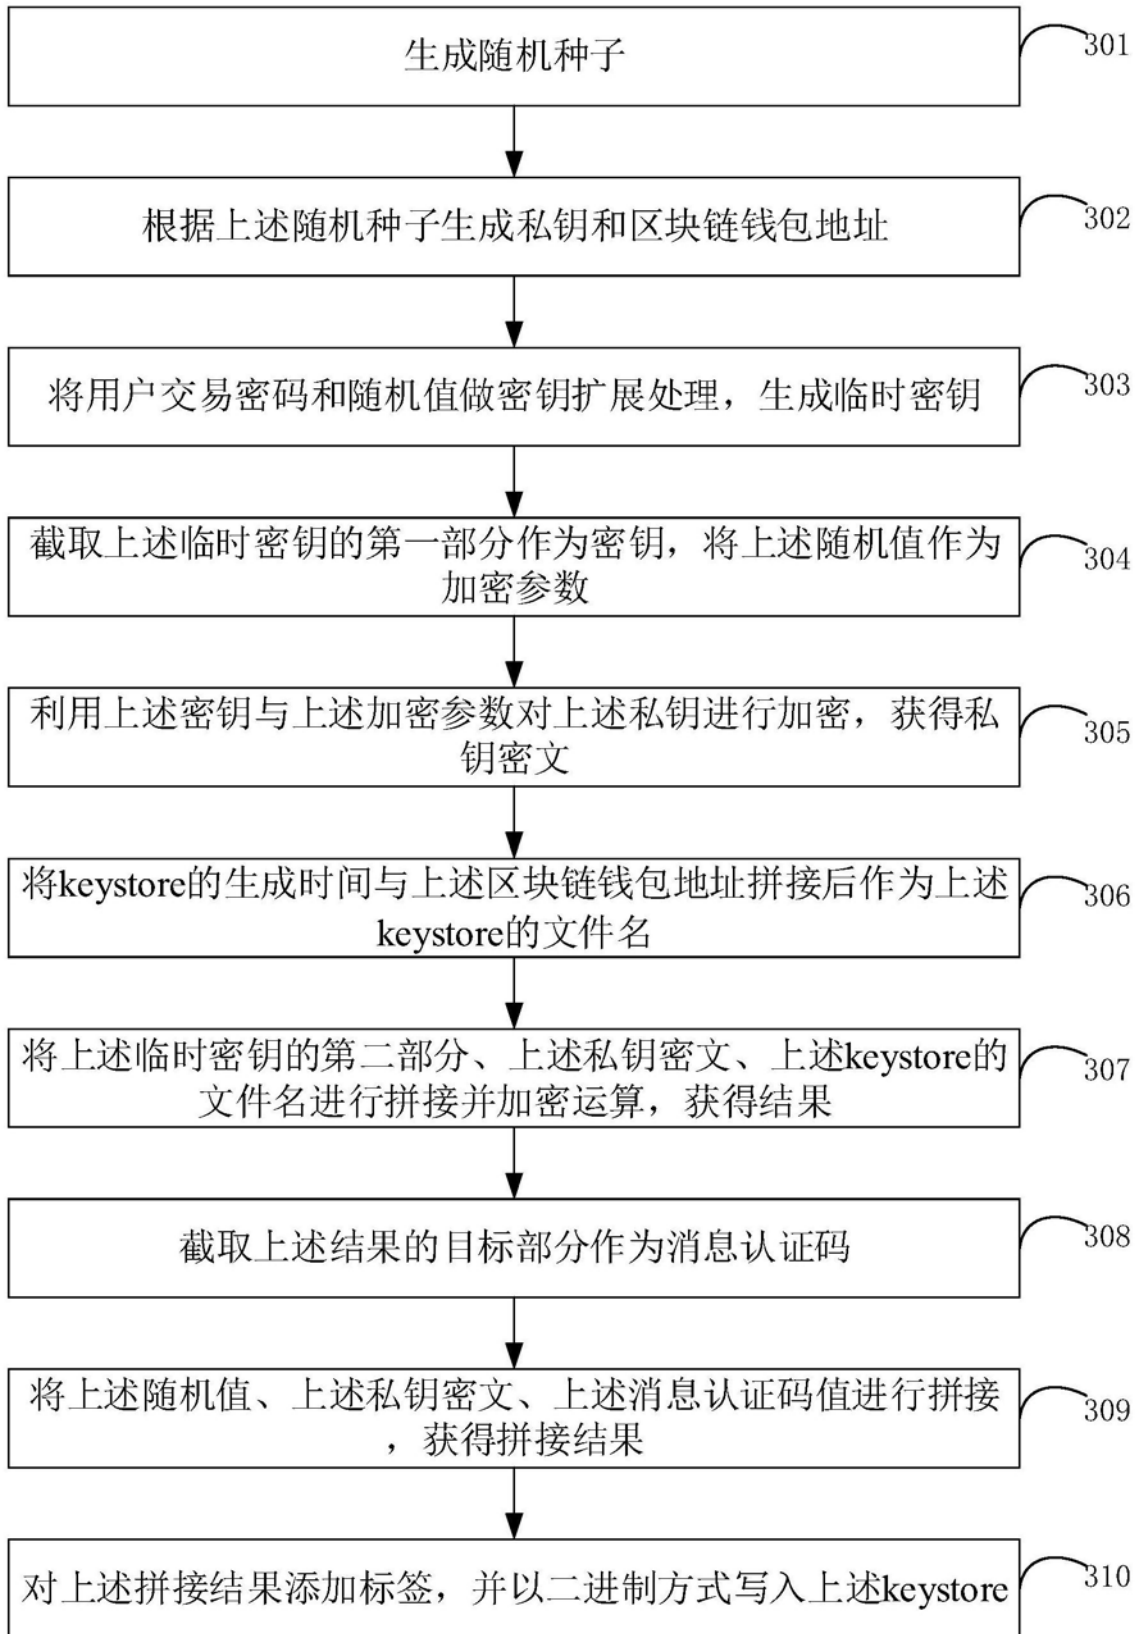 生成随机种子
301
根据上述随机种子生成私钥和区块链钱包地址
302
将用户交易密码和随机值做密钥扩展处理，生成临时密钥
303
截取上述临时密钥的第一部分作为密钥，将上述随机值作为
加密参数
304
利用上述密钥与上述加密参数对上述私钥进行加密，获得私
钥密文
305
将keystore的生成时间与上述区块链钱包地址拼接后作为上述
keystore的文件名
306
将上述临时密钥的第二部分、上述私钥密文、上述keystore的
文件名进行拼接并加密运算，获得结果
307
截取上述结果的目标部分作为消息认证码
308
将上述随机值、上述私钥密文、上述消息认证码值进行拼接
，获得拼接结果
309
对上述拼接结果添加标签，并以二进制方式写入上述keystore
310